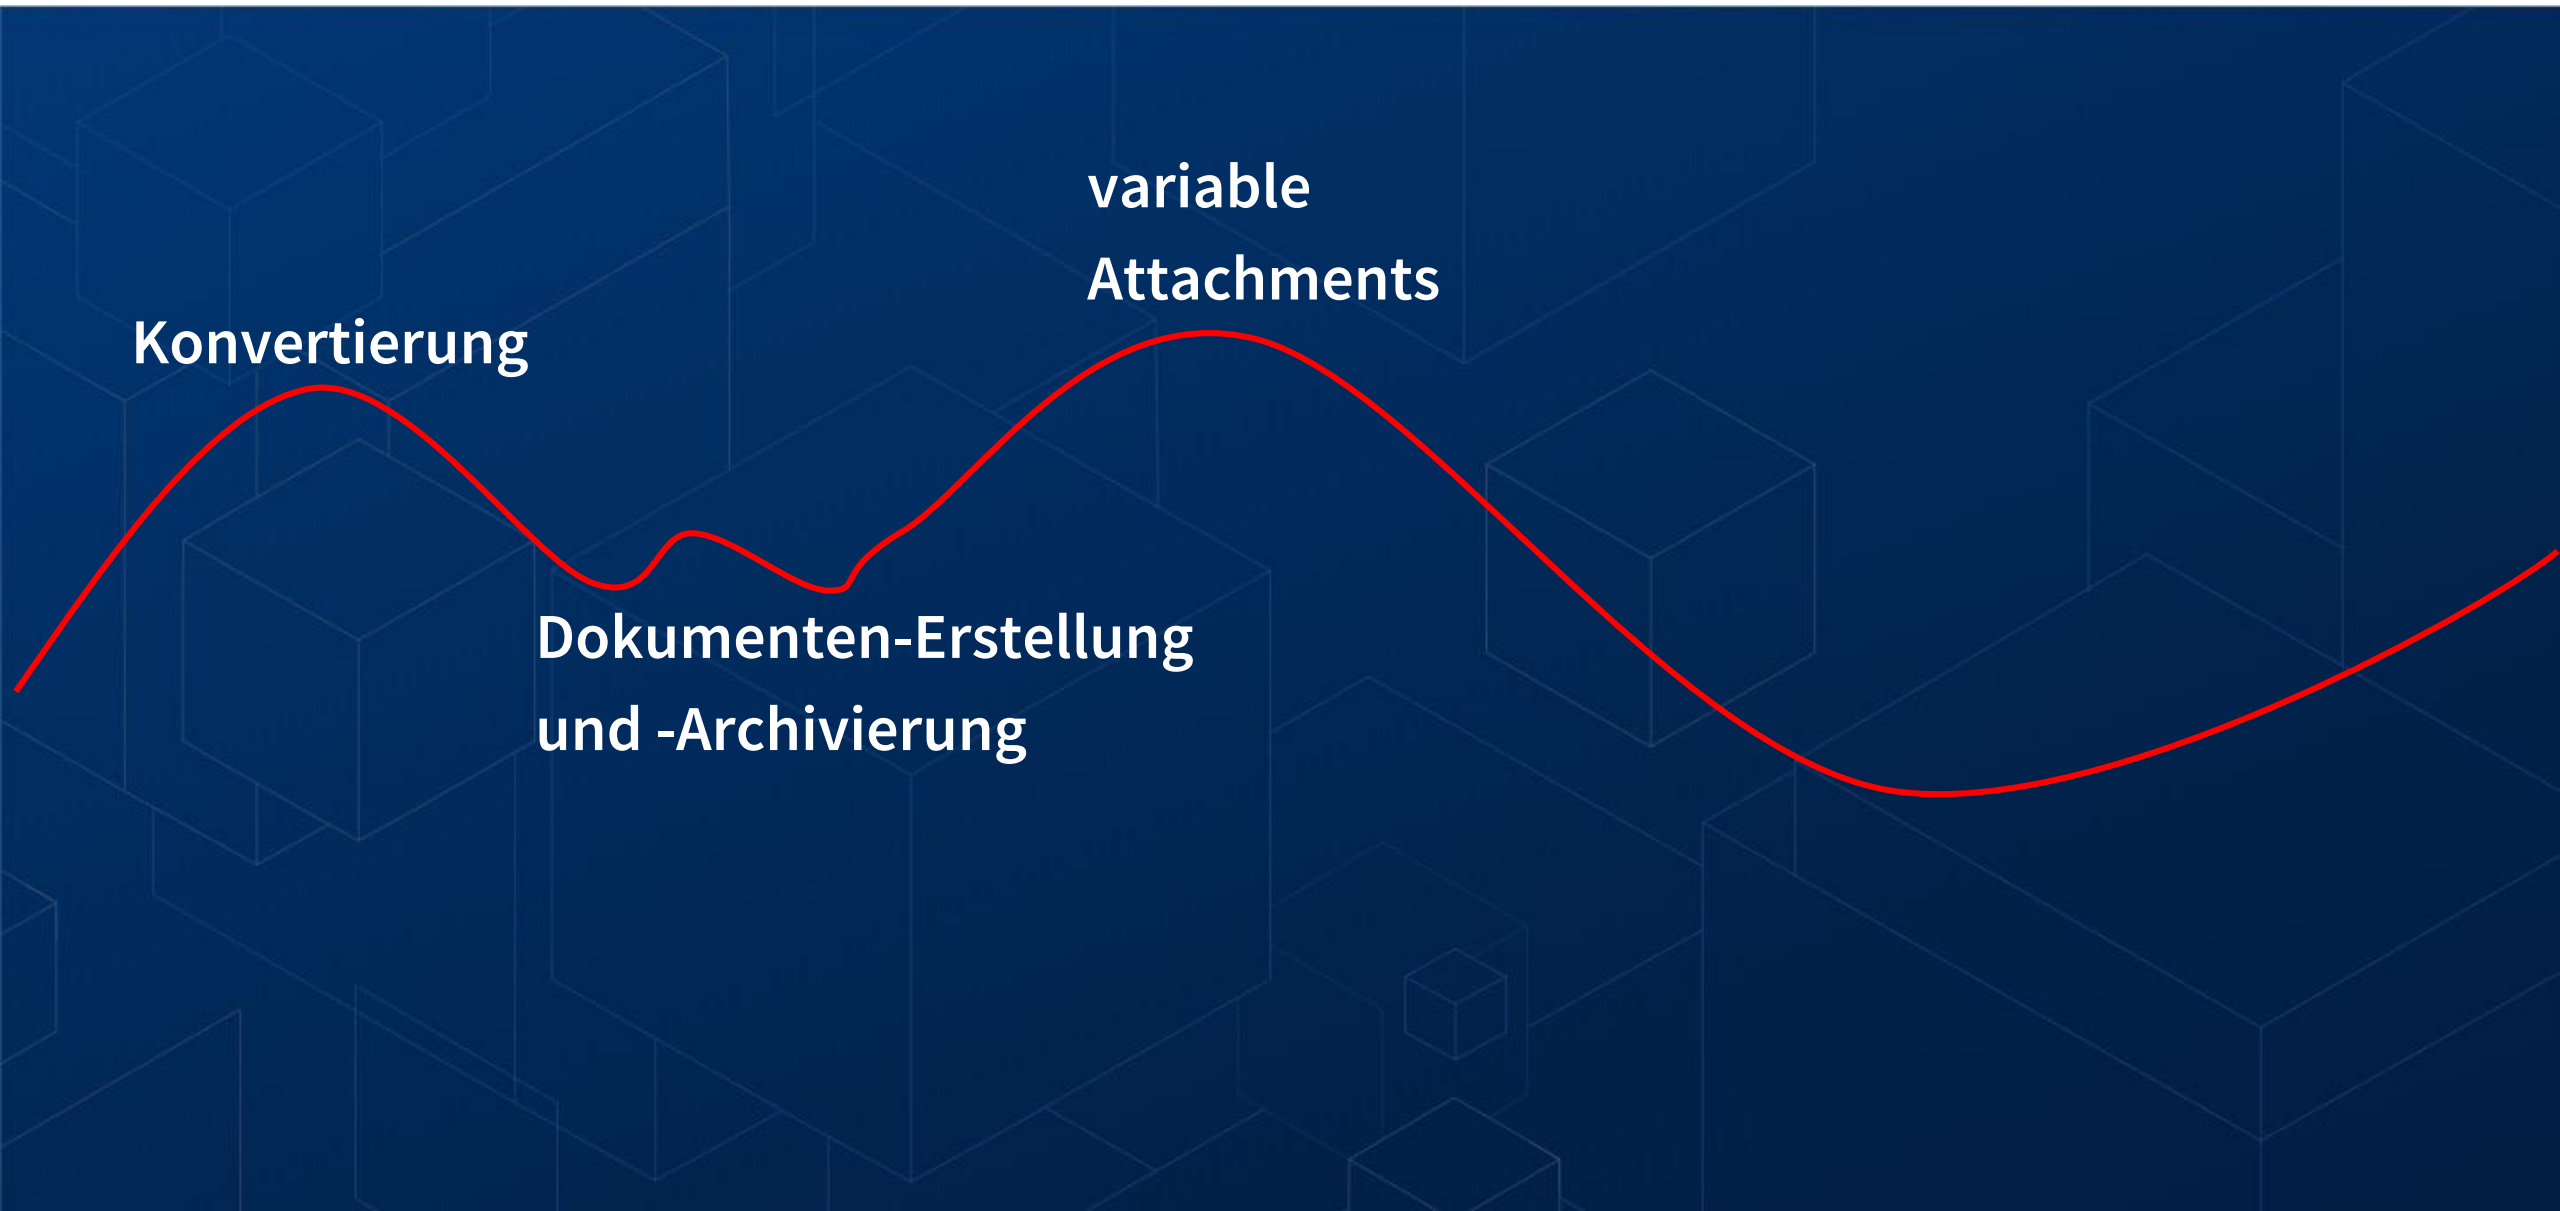 variable
Attachments
Konvertierung
Dokumenten-Erstellung
und -Archivierung